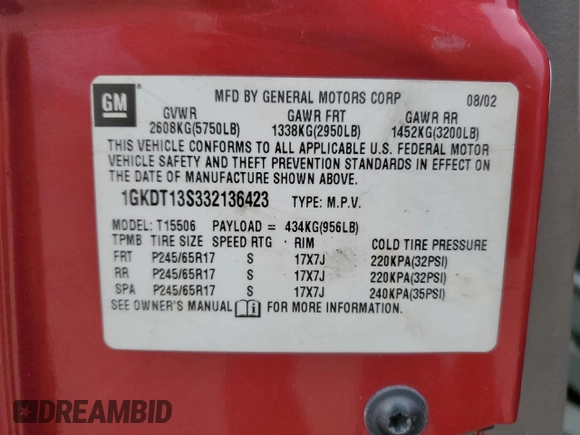 GM
MFD BY GENERAL MOTORS CORP 08/02
GVWR GAWR FRT GAWR RR
2608KG(5750LB) 1338KG(2950LB) 1452KG(3200LB)
THIS VEHICLE CONFORMS TO ALL APPLICABLE U.S. FEDERAL MOTOR
VEHICLE SAFETY AND THEFT PREVENTION STANDARDS IN EFFECT ON
THE DATE OF MANUFACTURE SHOWN ABOVE.
1GKDT13S332136423 TYPE: M.P.V.
MODEL: T15506 PAYLOAD = 434KG(956LB)
TPMB TIRE SIZE SPEED RTG RIM COLD TIRE PRESSURE
FRT P245/65R17 S 17X7J 220KPA(32PSI)
RR P245/65R17 S 17X7J 220KPA(32PSI)
SPA P245/65R17 S 17X7J 240KPA(35PSI)
SEE OWNER'S MANUAL i FOR MORE INFORMATION.
DREAMBID